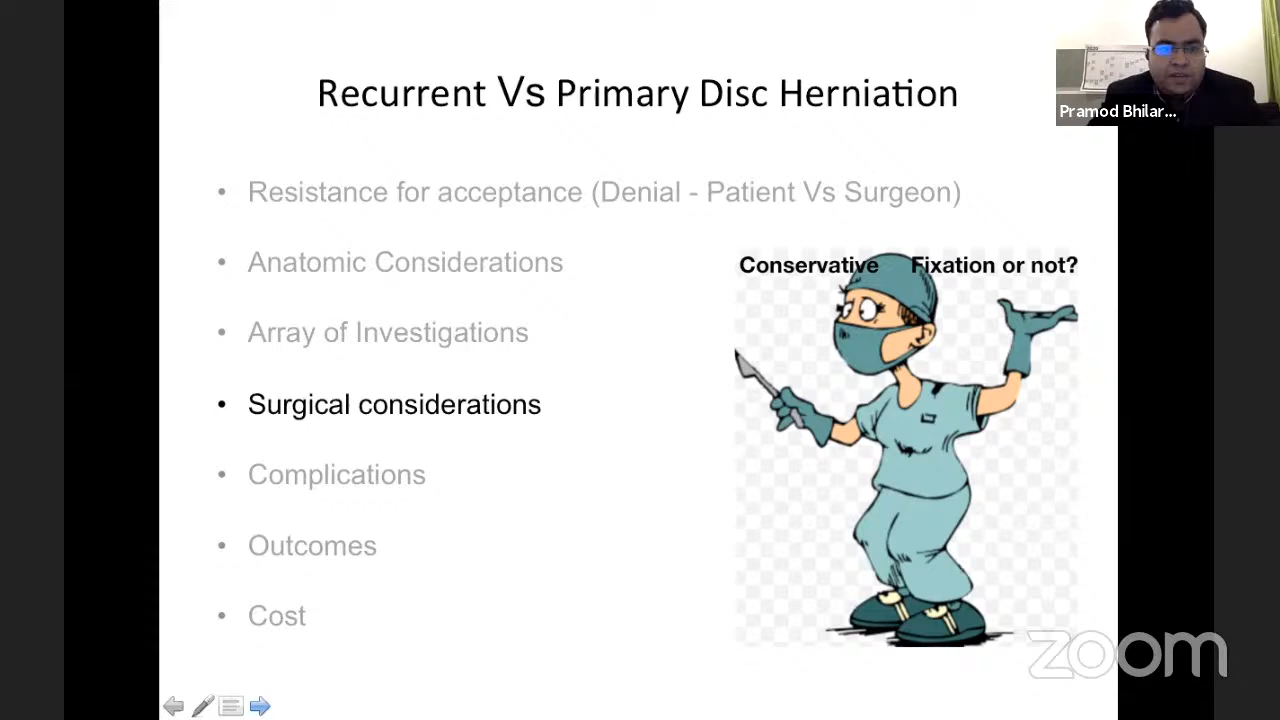 Recurrent Vs Primary Disc Herniation
Pramod Bhilar...
• Resistance for acceptance (Denial - Patient Vs Surgeon)
• Anatomic Considerations
Conservative Fixation or not?
• Array of Investigations
• Surgical considerations
• Complications
• Outcomes
• Cost
zoom